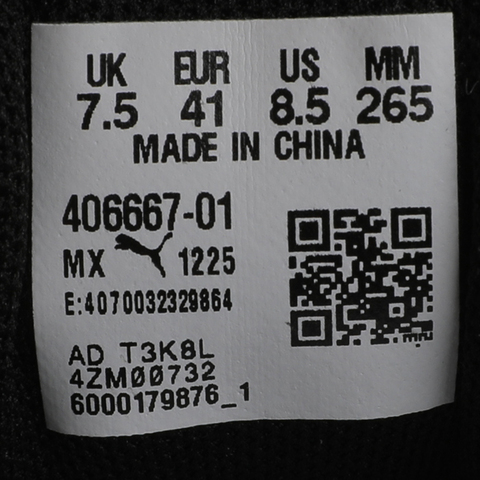 UK EUR US MM
7.5 41 8.5 265
MADE IN CHINA
406667-01
MX 1225
E:4070032329864
AD T3K8L
4ZM00732
6000179876_1